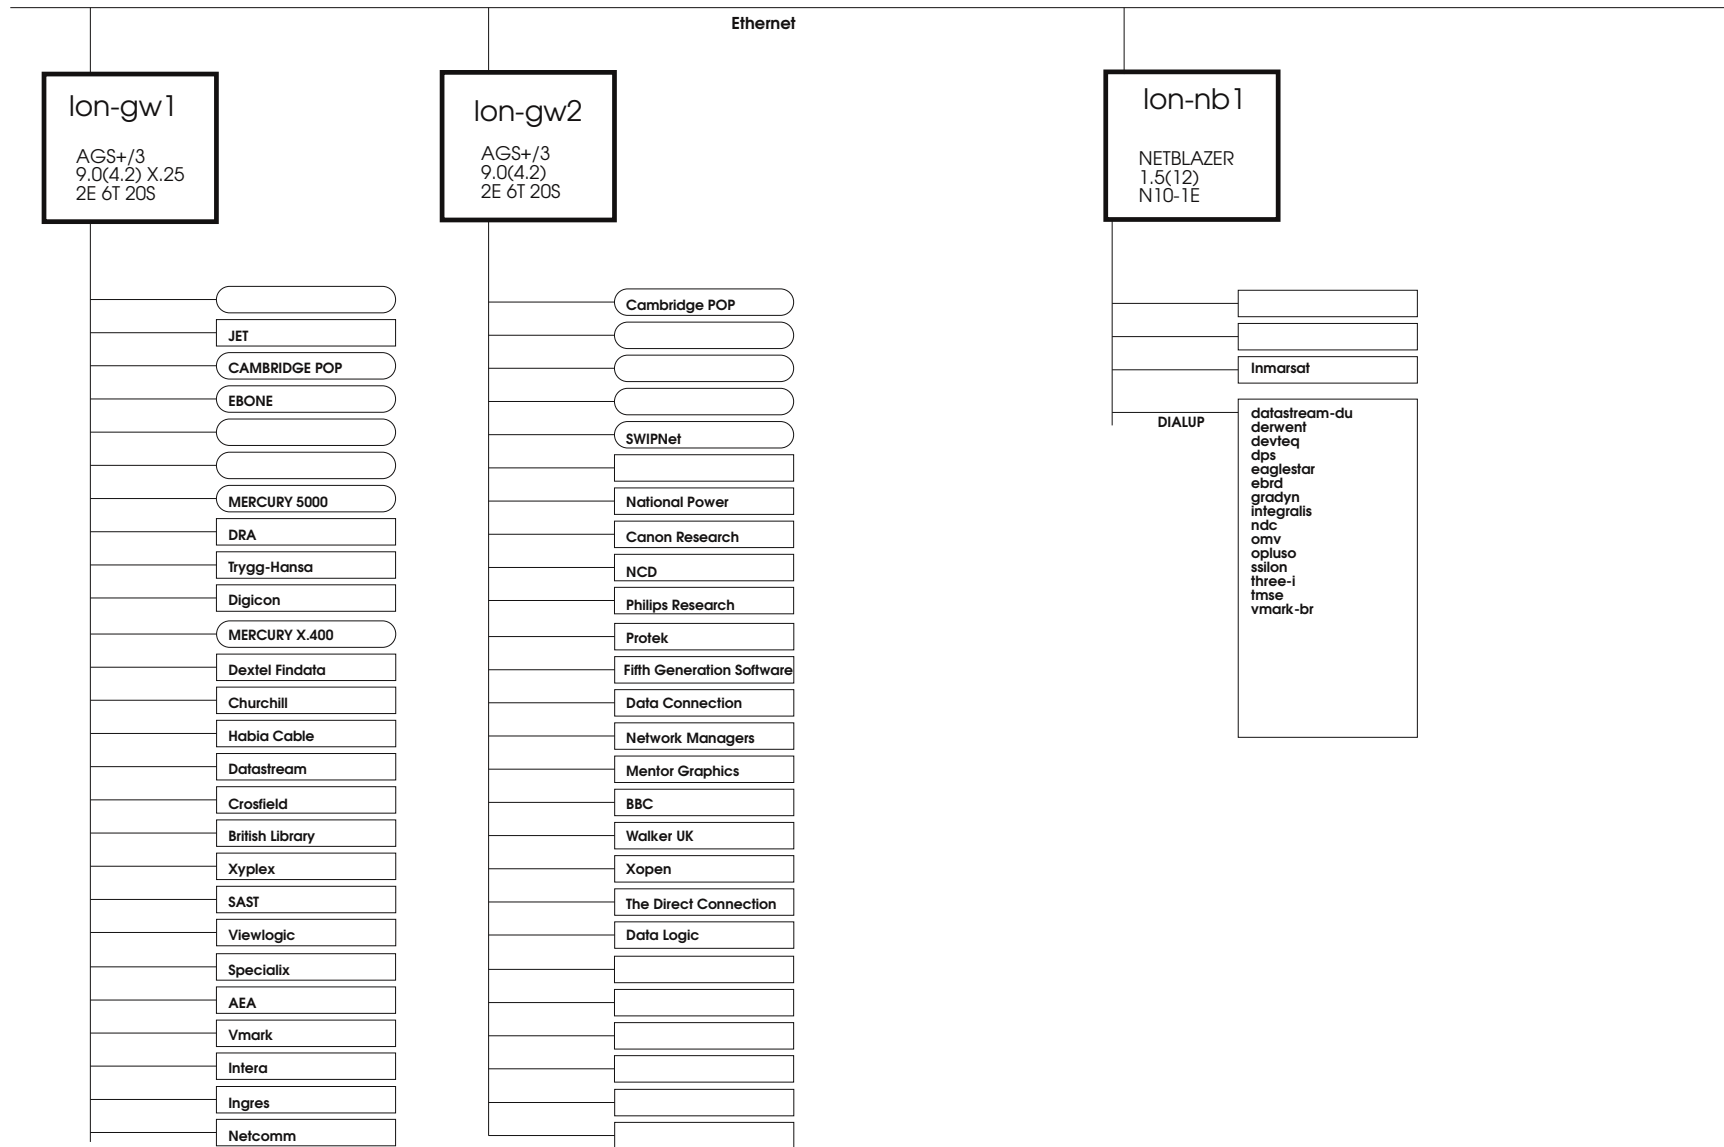 Ethernet
lon-gw1
AGS+/3
9.0(4.2) X.25
2E 6T 20S
JET
CAMBRIDGE POP
EBONE
MERCURY 5000
DRA
Trygg-Hansa
Digicon
MERCURY X.400
Dextel Findata
Churchill
Habia Cable
Datastream
Crosfield
British Library
Xyplex
SAST
Viewlogic
Specialix
AEA
Vmark
Intera
Ingres
Netcomm
lon-gw2
AGS+/3
9.0(4.2)
2E 6T 20S
Cambridge POP
SWIPNet
National Power
Canon Research
NCD
Philips Research
Protek
Fifth Generation Software
Data Connection
Network Managers
Mentor Graphics
BBC
Walker UK
Xopen
The Direct Connection
Data Logic
lon-nb1
NETBLAZER
1.5(12)
N10-1E
Inmarsat
DIALUP
datastream-du
derwent
devteq
dps
eaglestar
ebrd
gradyn
integralis
ndc
omv
opluso
ssilon
three-i
tmse
vmark-br